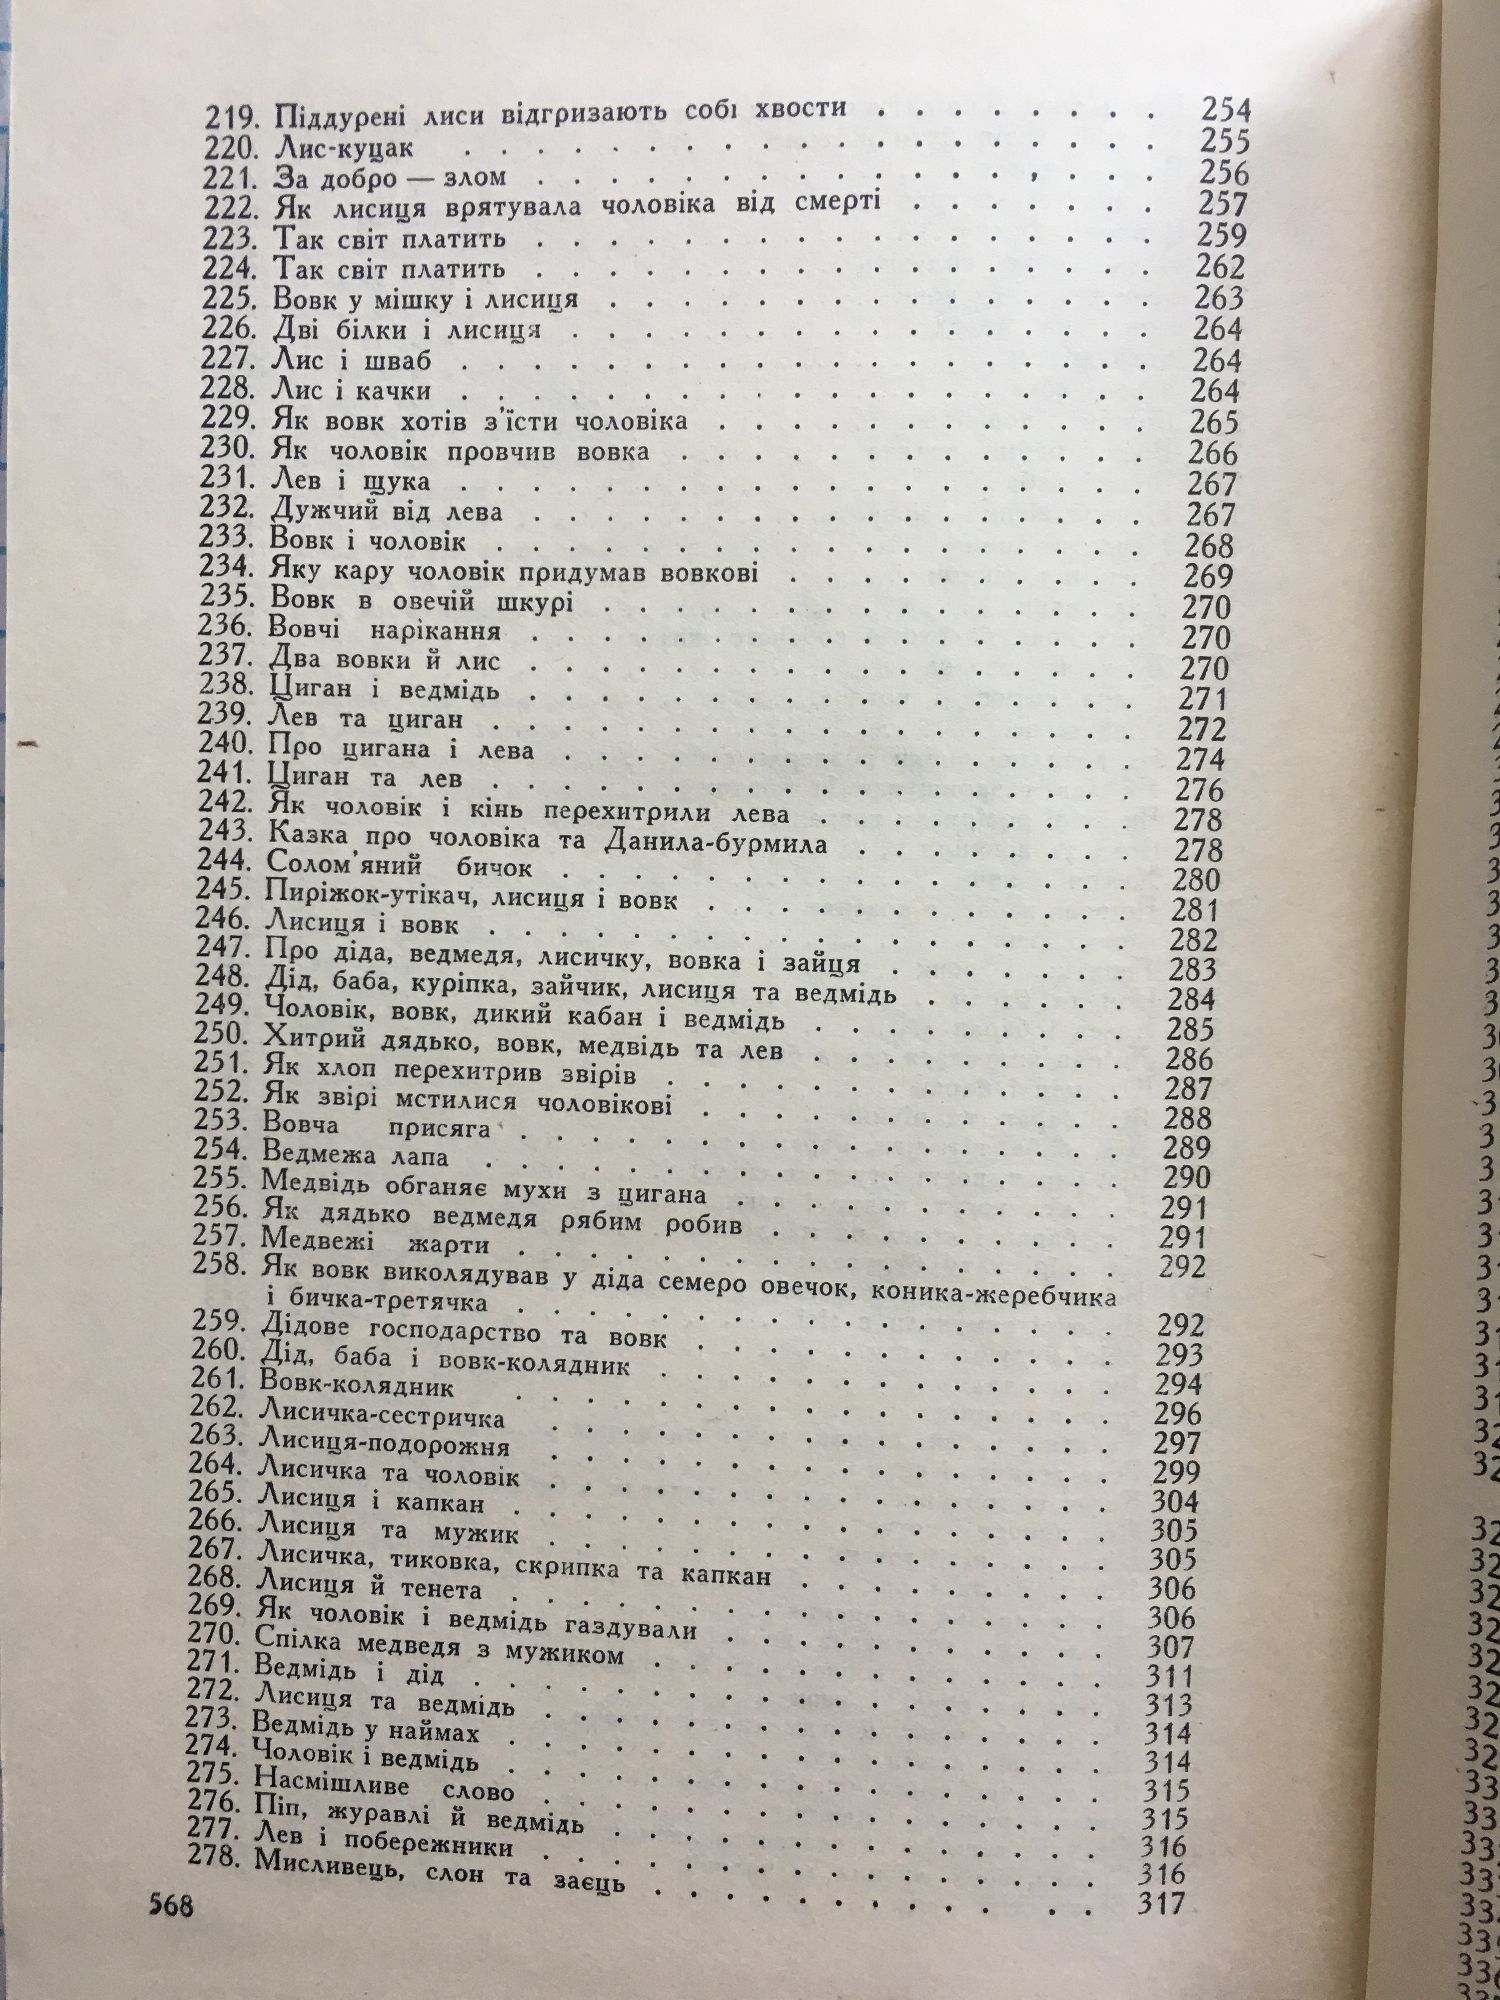 219. Піддурені лиси відгризають собі хвости . . . . . . . . 254
220. Лис-куцак . . . . . . . . . . . . . . . . . . 255
221. За добро — злом . . . . . . . . . . . . . . . . . 256
222. Як лисиця врятувала чоловіка від смерті . . . . . . . 257
223. Так світ платить . . . . . . . . . . . . . . . . . 259
224. Так світ платить . . . . . . . . . . . . . . . . . 262
225. Вовк у мішку і лисиця . . . . . . . . . . . . . . . 263
226. Дві білки і лисиця . . . . . . . . . . . . . . . . 264
227. Лис і шваб . . . . . . . . . . . . . . . . . . . 264
228. Лис і качки . . . . . . . . . . . . . . . . . . . 264
229. Як вовк хотів з'їсти чоловіка . . . . . . . . . . . . 265
230. Як чоловік провчив вовка . . . . . . . . . . . . . 266
231. Лев і щука . . . . . . . . . . . . . . . . . . . 267
232. Дужчий від лева . . . . . . . . . . . . . . . . . 267
233. Вовк і чоловік . . . . . . . . . . . . . . . . . . 268
234. Яку кару чоловік придумав вовкові . . . . . . . . . . 269
235. Вовк в овечій шкурі . . . . . . . . . . . . . . . 270
236. Вовчі нарікання . . . . . . . . . . . . . . . . . 270
237. Два вовки й лис . . . . . . . . . . . . . . . . . 270
238. Циган і ведмідь . . . . . . . . . . . . . . . . . 271
239. Лев та циган . . . . . . . . . . . . . . . . . . 272
240. Про цигана і лева . . . . . . . . . . . . . . . . 274
241. Циган та лев . . . . . . . . . . . . . . . . . . 276
242. Як чоловік і кінь перехитрили лева . . . . . . . . . 278
243. Казка про чоловіка та Данила-бурмила . . . . . . . . 278
244. Солом'яний бичок . . . . . . . . . . . . . . . . 280
245. Пиріжок-утікач, лисиця і вовк . . . . . . . . . . . . 281
246. Лисиця і вовк . . . . . . . . . . . . . . . . . . 282
247. Про діда, ведмедя, лисичку, вовка і зайця . . . . . . . 283
248. Дід, баба, куріпка, зайчик, лисиця та ведмідь . . . . . . 284
249. Чоловік, вовк, дикий кабан і ведмідь . . . . . . . . . 285
250. Хитрий дядько, вовк, медвідь та лев . . . . . . . . . 286
251. Як хлоп перехитрив звірів . . . . . . . . . . . . . 287
252. Як звірі мстилися чоловікові . . . . . . . . . . . . 288
253. Вовча присяга . . . . . . . . . . . . . . . . . 289
254. Ведмежа лапа . . . . . . . . . . . . . . . . . . 290
255. Медвідь обганяє мухи з цигана . . . . . . . . . . . 291
256. Як дядько ведмедя рябим робив . . . . . . . . . . 291
257. Медвежі жарти . . . . . . . . . . . . . . . . . 292
258. Як вовк виколядував у діда семеро овечок, коника-жеребчика
і бичка-третячка . . . . . . . . . . . . . . . . . 292
259. Дідове господарство та вовк . . . . . . . . . . . . 293
260. Дід, баба і вовк-колядник . . . . . . . . . . . . . 294
261. Вовк-колядник . . . . . . . . . . . . . . . . . 296
262. Лисичка-сестричка . . . . . . . . . . . . . . . . 297
263. Лисиця-подорожня . . . . . . . . . . . . . . . . 299
264. Лисичка та чоловік . . . . . . . . . . . . . . . . 304
265. Лисиця і капкан . . . . . . . . . . . . . . . . . 305
266. Лисиця та мужик . . . . . . . . . . . . . . . . 305
267. Лисичка, тиковка, скрипка та капкан . . . . . . . . . 306
268. Лисиця й тенета . . . . . . . . . . . . . . . . . 306
269. Як чоловік і ведмідь газдували . . . . . . . . . . . 307
270. Спілка медведя з мужиком . . . . . . . . . . . . . 311
271. Ведмідь і дід . . . . . . . . . . . . . . . . . . 313
272. Лисиця та ведмідь . . . . . . . . . . . . . . . . 314
273. Ведмідь у наймах . . . . . . . . . . . . . . . . . 314
274. Чоловік і ведмідь . . . . . . . . . . . . . . . . . 315
275. Насмішливе слово . . . . . . . . . . . . . . . . 315
276. Піп, журавлі й ведмідь . . . . . . . . . . . . . . 316
277. Лев і побережники . . . . . . . . . . . . . . . . 316
278. Мисливець, слон та заєць . . . . . . . . . . . . 317
568